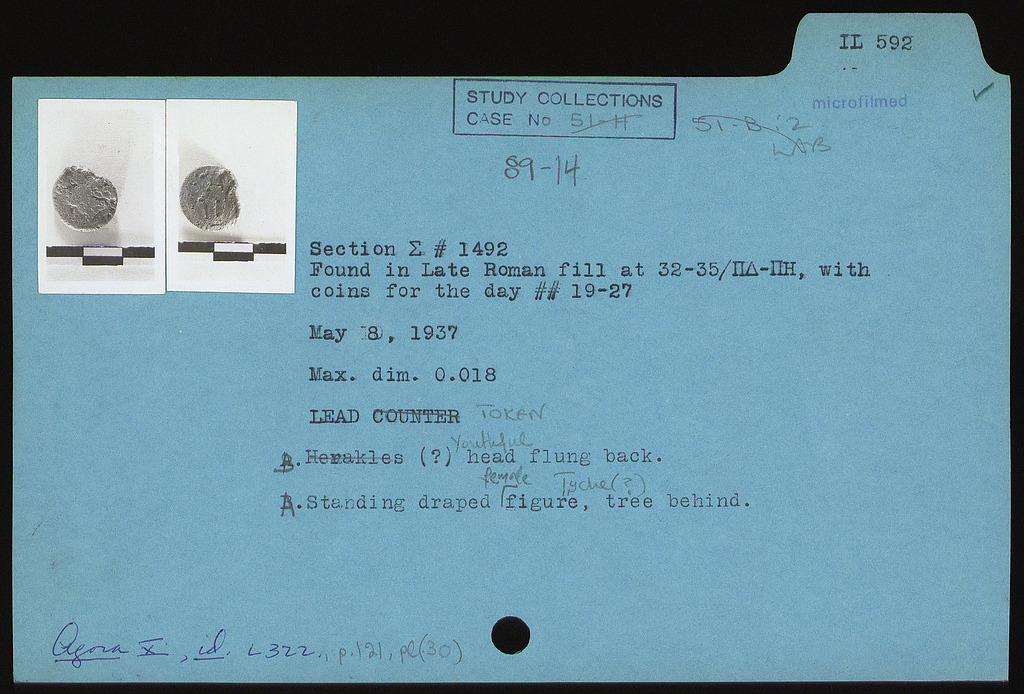 IL 592
microfilmed
STUDY COLLECTIONS
CASE No 51-H
51-B:2
LAB
89-14
Section Σ # 1492
Found in Late Roman fill at 32-35/ΠΔ-ΠΗ, with
coins for the day ## 19-27
May 8, 1937
Max. dim. 0.018
LEAD COUNTER TOKEN
Youthful
B. Herakles (?) head flung back.
female Tyche(?)
A. Standing draped figure, tree behind.
Agora X, id. L322., p.121, pl(30)